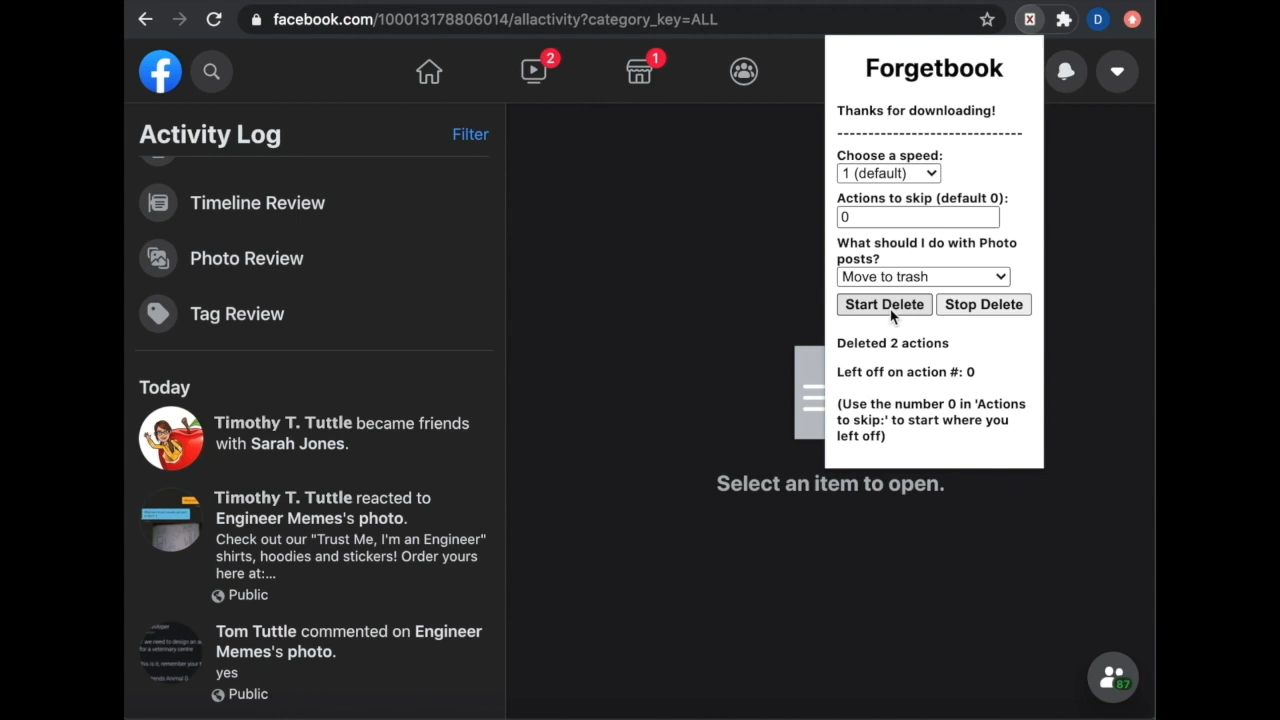 facebook.com/100013178806014/allactivity?category_key=ALL
D
2
1
Activity Log
Filter
Timeline Review
Photo Review
Tag Review
Today
Timothy T. Tuttle became friends
with Sarah Jones.
Timothy T. Tuttle reacted to
Engineer Memes's photo.
Check out our "Trust Me, I'm an Engineer"
shirts, hoodies and stickers! Order yours
here at:...
Public
Tom Tuttle commented on Engineer
Memes's photo.
yes
Public
Forgetbook
Thanks for downloading!
------------------------------
Choose a speed:
1 (default)
Actions to skip (default 0):
0
What should I do with Photo
posts?
Move to trash
Start Delete Stop Delete
Deleted 2 actions
Left off on action #: 0
(Use the number 0 in 'Actions
to skip:' to start where you
left off)
Select an item to open.
87